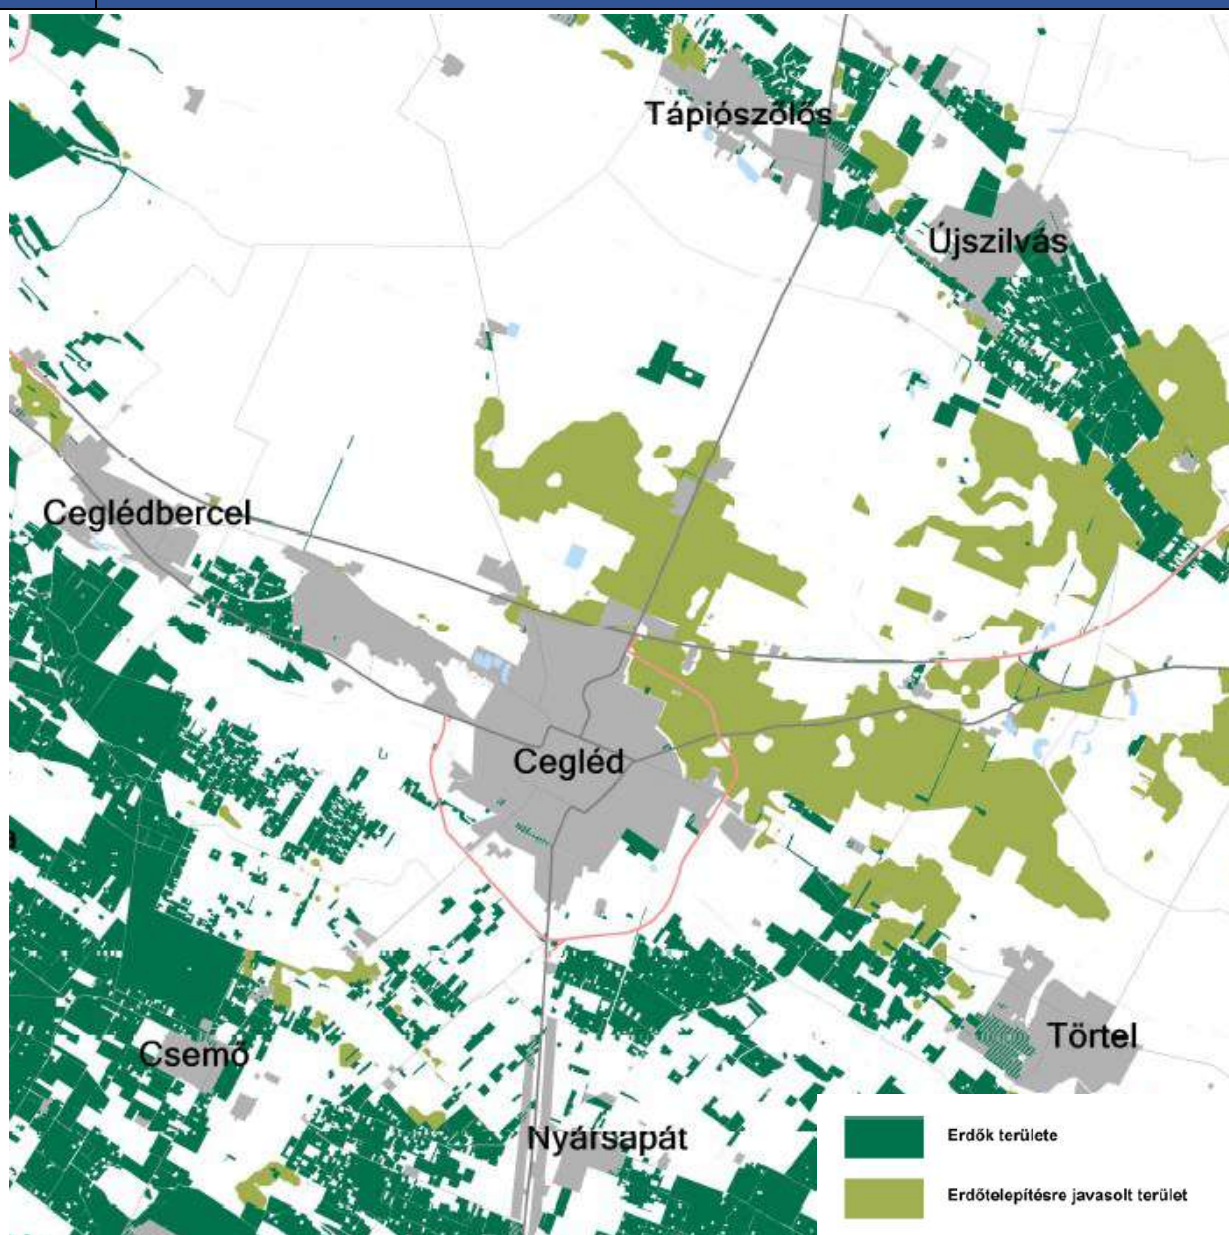 Tápiószőlős
Újszilvás
Ceglédbercel
Cegléd
Törtel
Csemő
Nyársapát
Erdők területe
Erdőtelepítésre javasolt terület